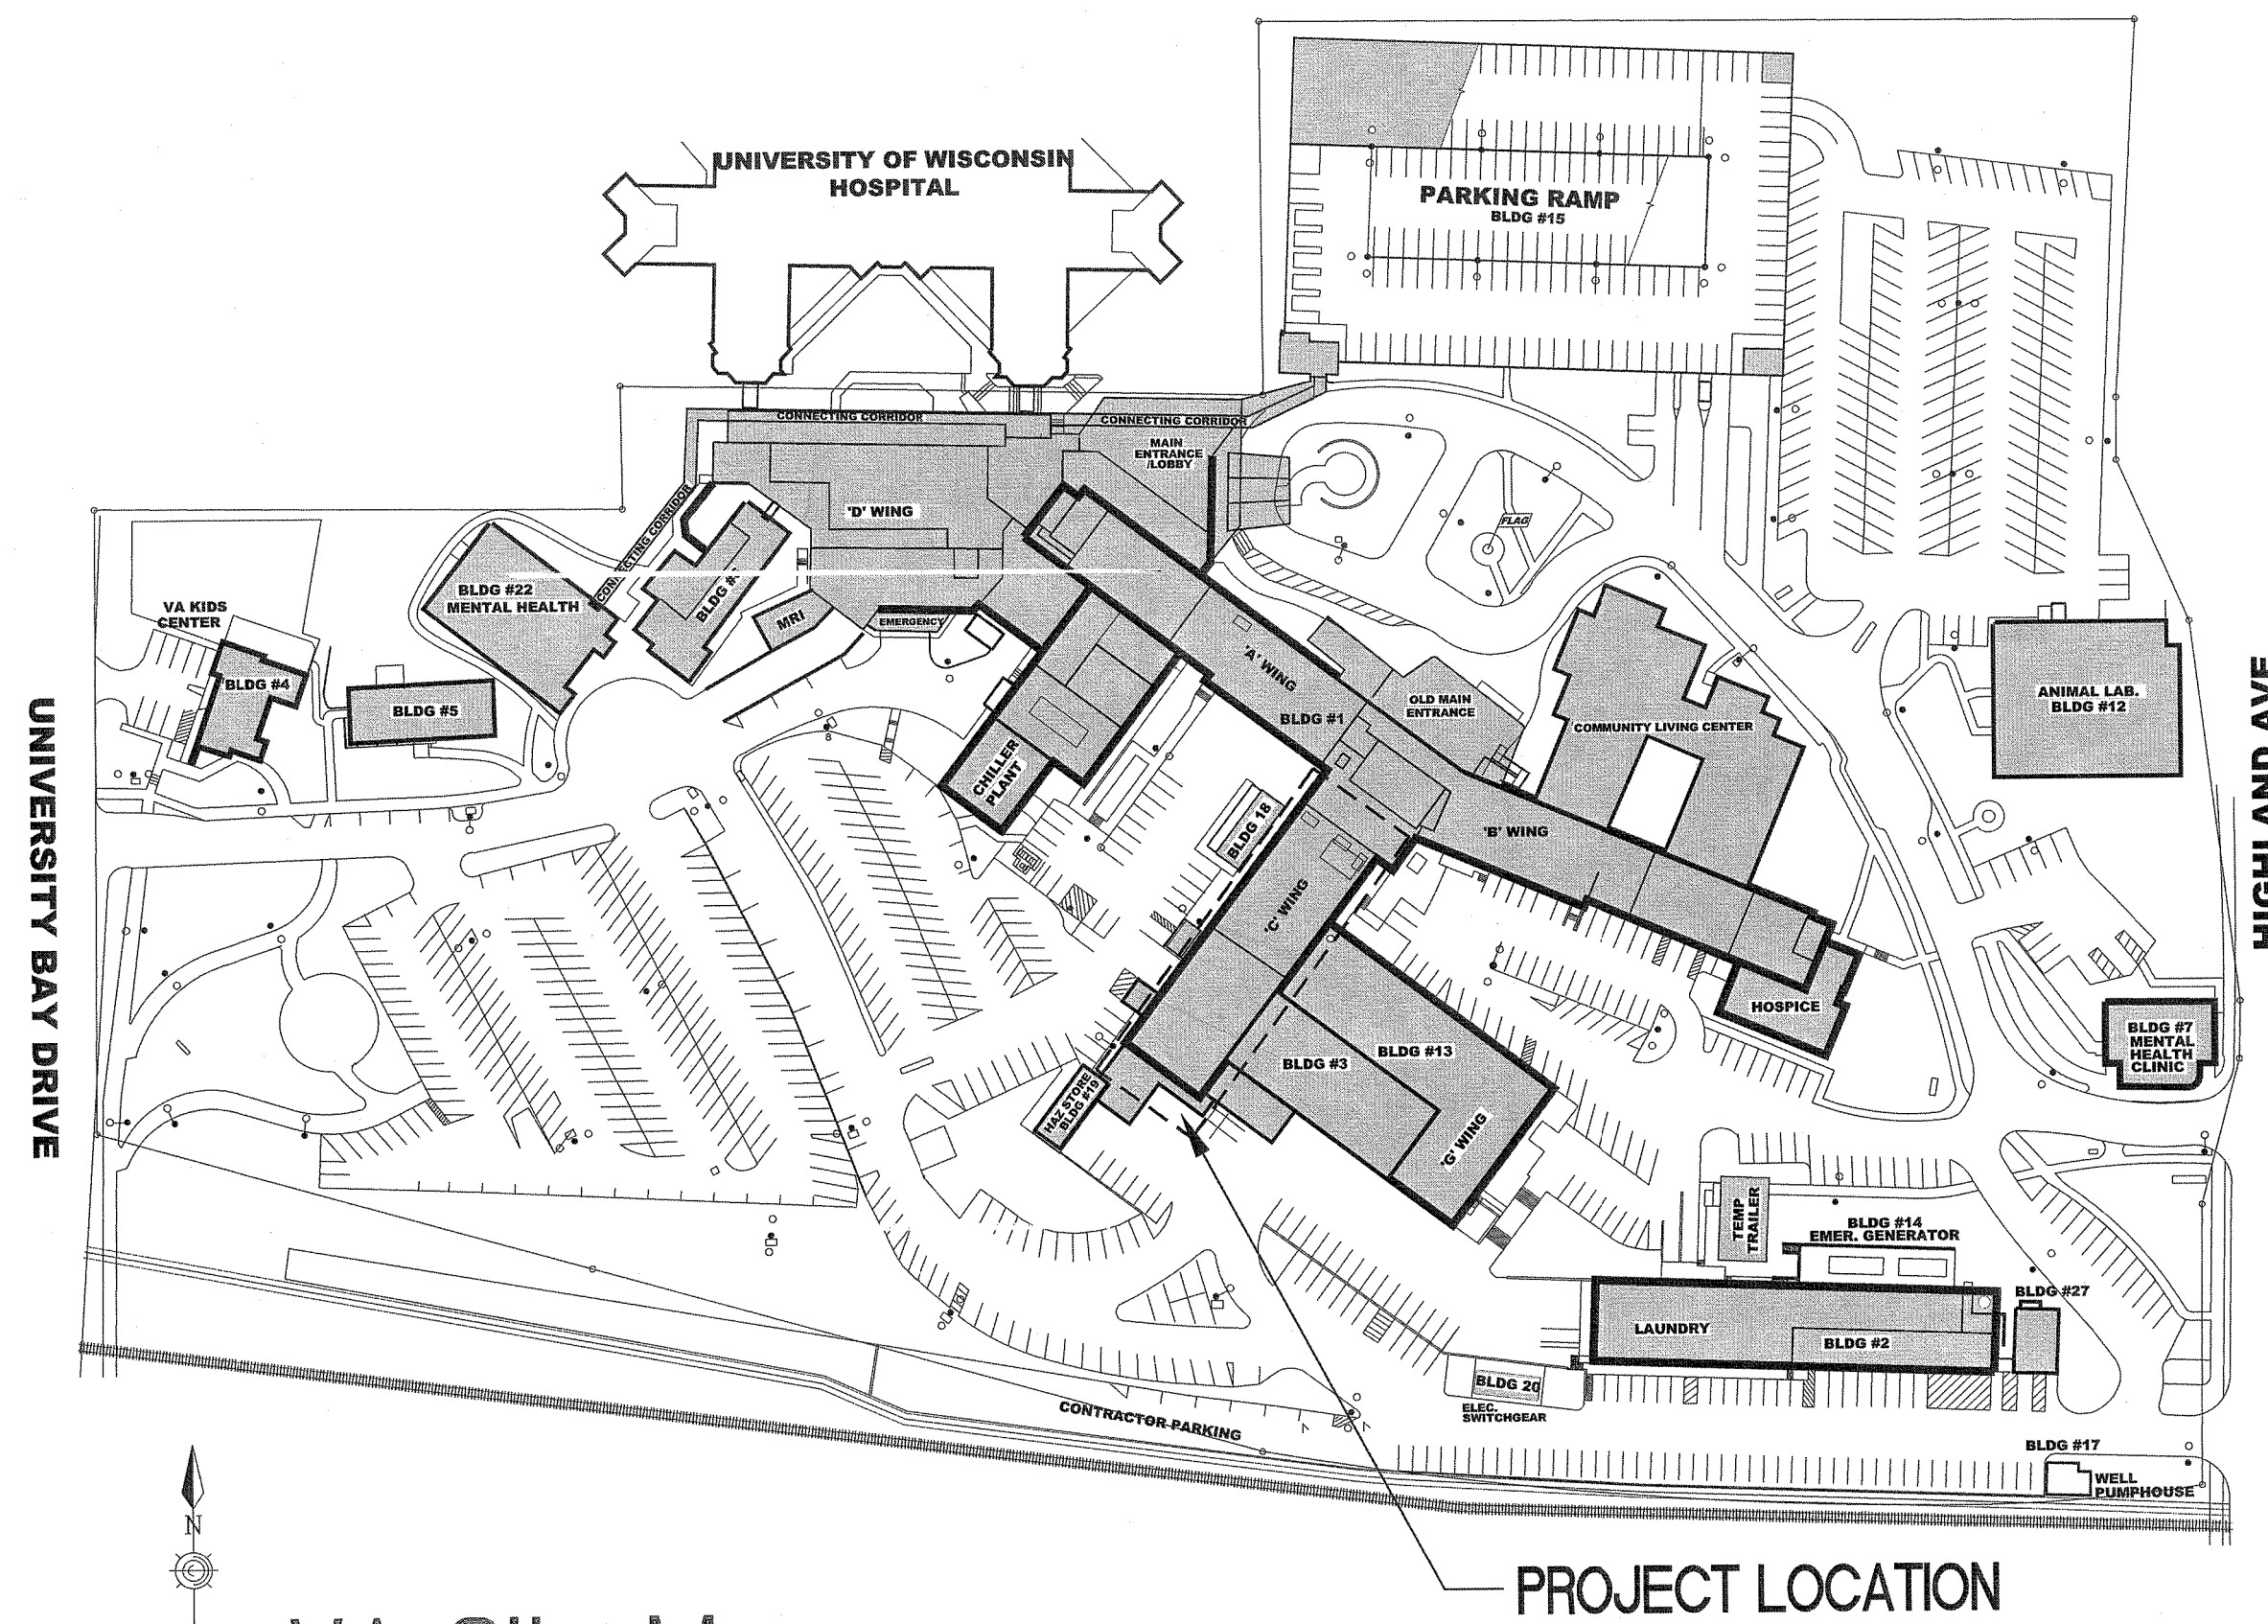 UNIVERSITY OF WISCONSIN
HOSPITAL
PARKING RAMP
BLDG #15
CONNECTING CORRIDOR
CONNECTING CORRIDOR
MAIN
ENTRANCE
/LOBBY
'D' WING
FLAG
CONNECTING CORRIDOR
BLDG #22
MENTAL HEALTH
BLDG
MRI
EMERGENCY
VA KIDS
CENTER
BLDG #4
BLDG #5
'A' WING
BLDG #1
OLD MAIN
ENTRANCE
COMMUNITY LIVING CENTER
ANIMAL LAB.
BLDG #12
UNIVERSITY BAY DRIVE
HIGHLAND AVE
CHILLER
PLANT
BLDG 18
'B' WING
'C' WING
HOSPICE
BLDG #7
MENTAL
HEALTH
CLINIC
BLDG #13
BLDG #3
HAZ STORE
BLDG #19
'G' WING
TEMP
TRAILER
BLDG #14
EMER. GENERATOR
BLDG #27
LAUNDRY
BLDG #2
BLDG 20
ELEC.
SWITCHGEAR
CONTRACTOR PARKING
BLDG #17
WELL
PUMPHOUSE
N
PROJECT LOCATION